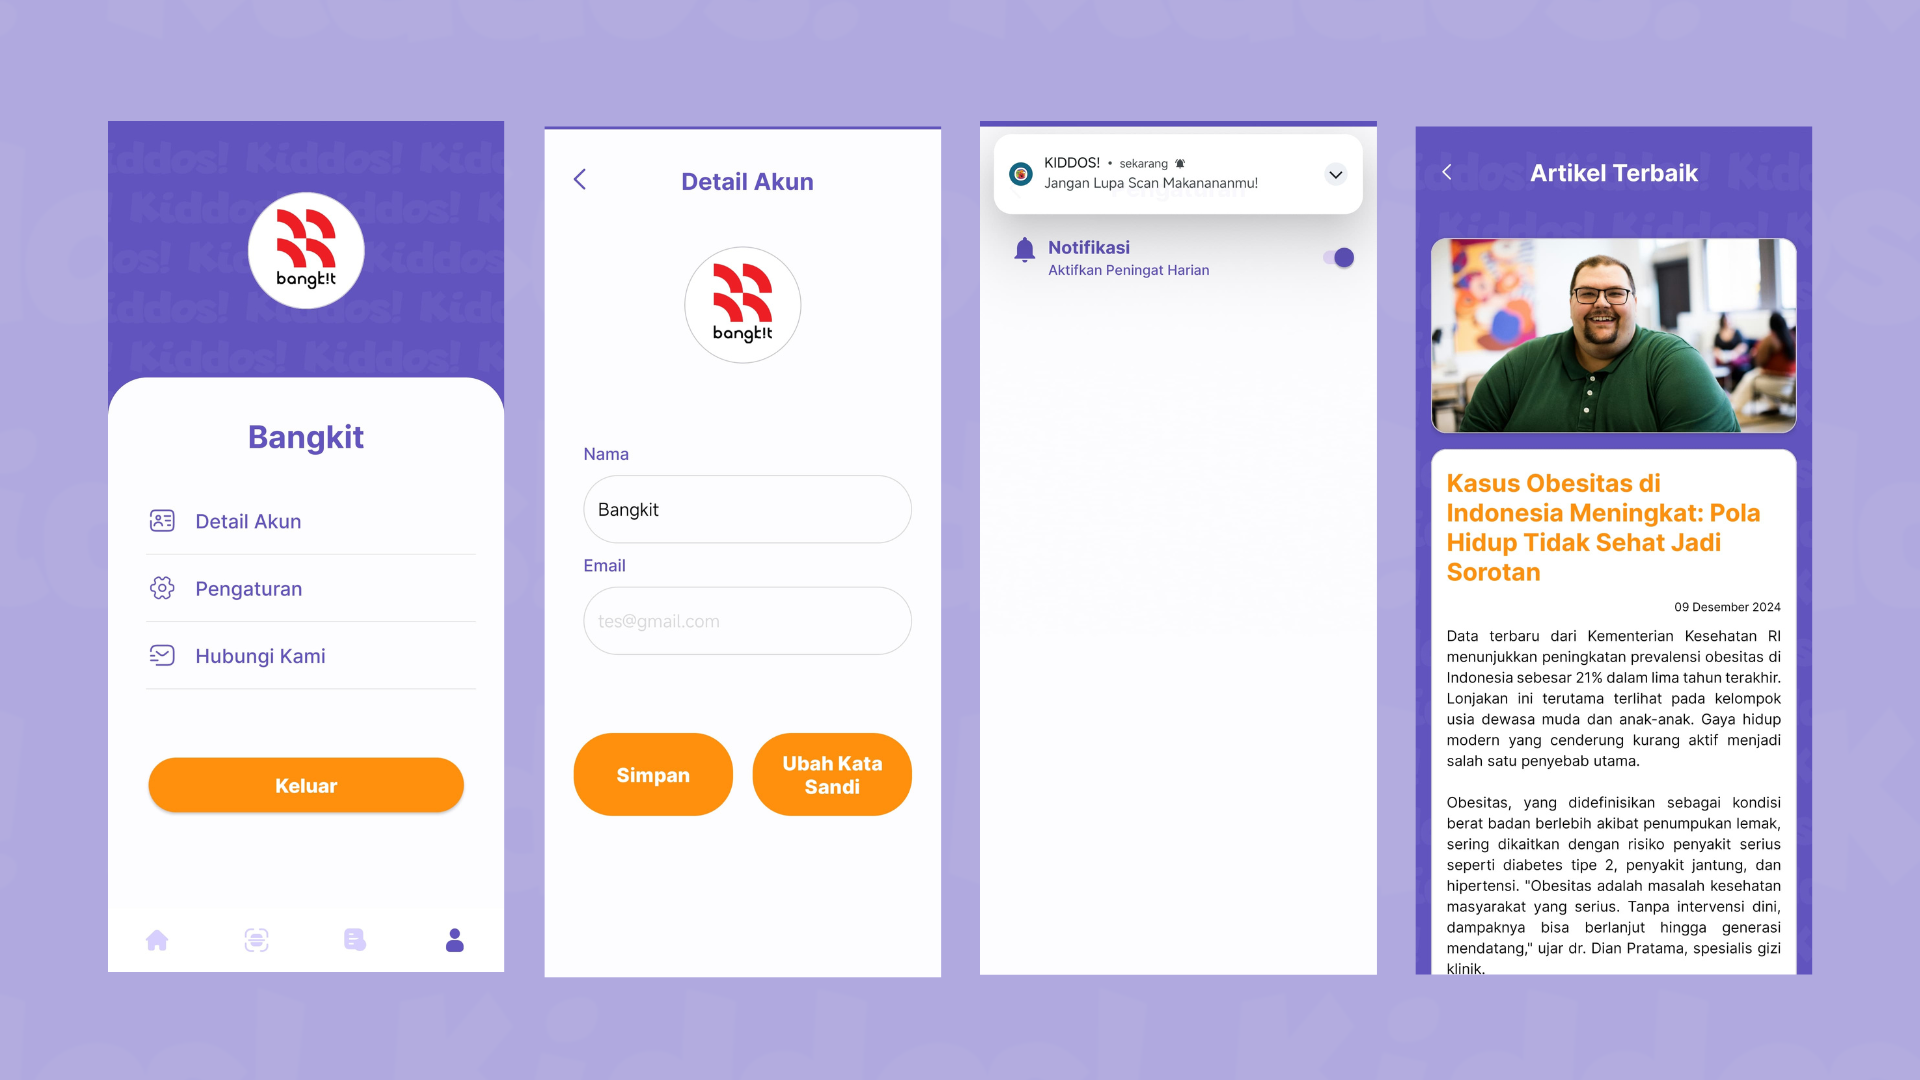 Kiddos! Kiddos!
bangk!t
Bangkit
Detail Akun
Pengaturan
Hubungi Kami
Keluar
Detail Akun
bangk!t
Nama
Bangkit
Email
tes@gmail.com
Simpan
Ubah Kata
Sandi
KIDDOS! • sekarang
Jangan Lupa Scan Makanananmu!
Notifikasi
Aktifkan Peningat Harian
Artikel Terbaik
Kasus Obesitas di
Indonesia Meningkat: Pola
Hidup Tidak Sehat Jadi
Sorotan
09 Desember 2024
Data terbaru dari Kementerian Kesehatan RI
menunjukkan peningkatan prevalensi obesitas di
Indonesia sebesar 21% dalam lima tahun terakhir.
Lonjakan ini terutama terlihat pada kelompok
usia dewasa muda dan anak-anak. Gaya hidup
modern yang cenderung kurang aktif menjadi
salah satu penyebab utama.
Obesitas, yang didefinisikan sebagai kondisi
berat badan berlebih akibat penumpukan lemak,
sering dikaitkan dengan risiko penyakit serius
seperti diabetes tipe 2, penyakit jantung, dan
hipertensi. "Obesitas adalah masalah kesehatan
masyarakat yang serius. Tanpa intervensi dini,
dampaknya bisa berlanjut hingga generasi
mendatang," ujar dr. Dian Pratama, spesialis gizi
klinik.